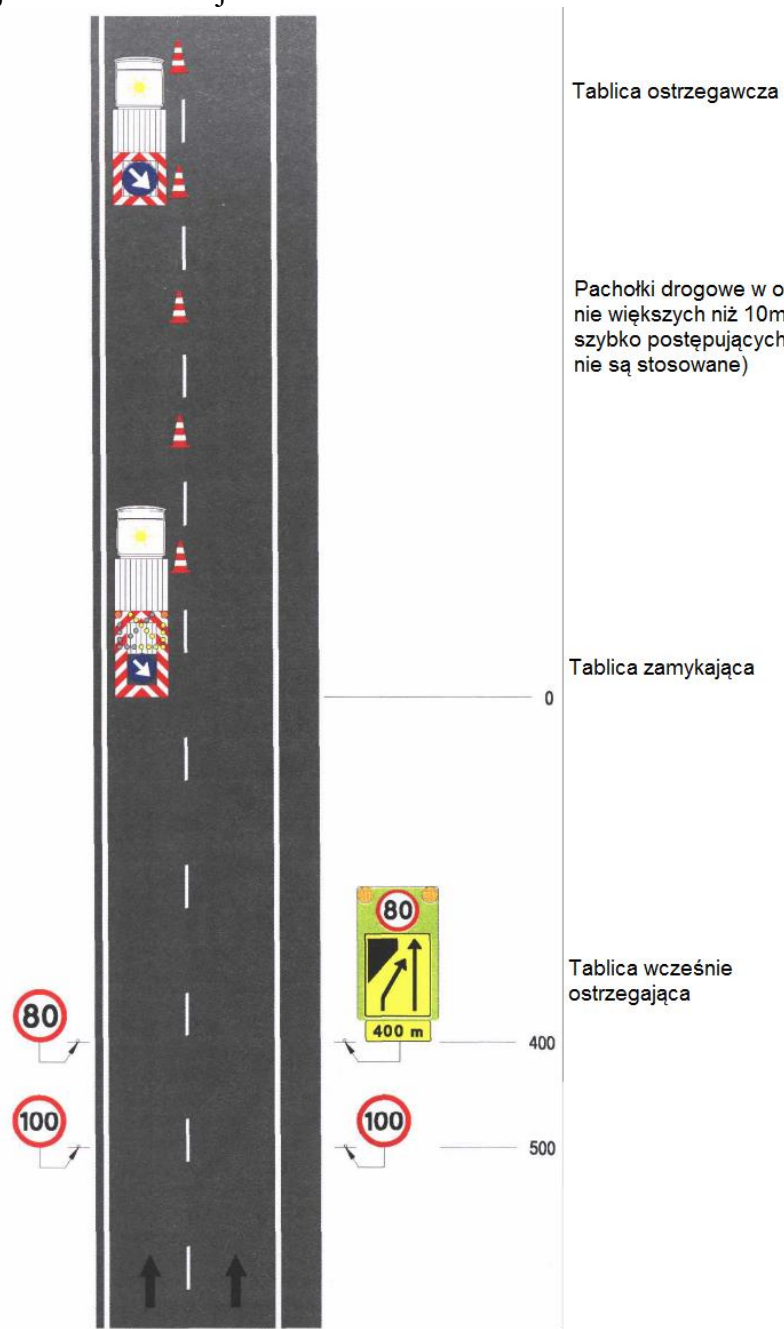 Tablica ostrzegawcza
Pachołki drogowe w o
nie większych niż 10m
szybko postępujących
nie są stosowane)
Tablica zamykająca
0
80
Tablica wcześnie
ostrzegająca
80
400 m
400
100
100
500